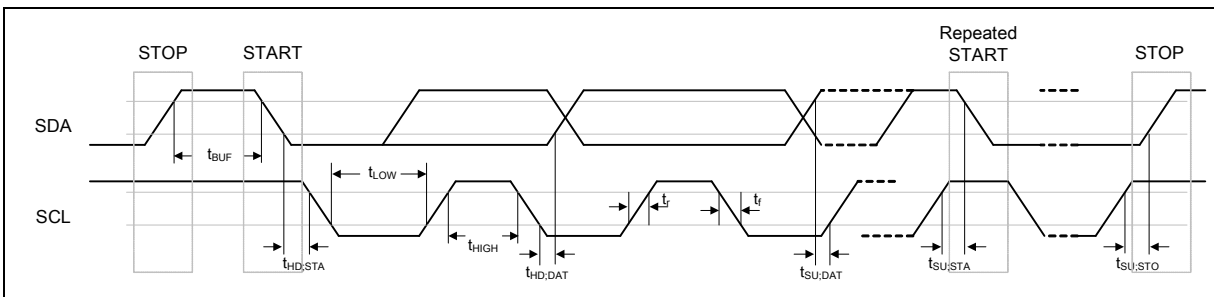 STOP
START
Repeated
START
STOP
SDA
tBUF
tLOW
tr
tf
SCL
tHIGH
tHD;STA
tHD;DAT
tSU;DAT
tSU;STA
tSU;STO